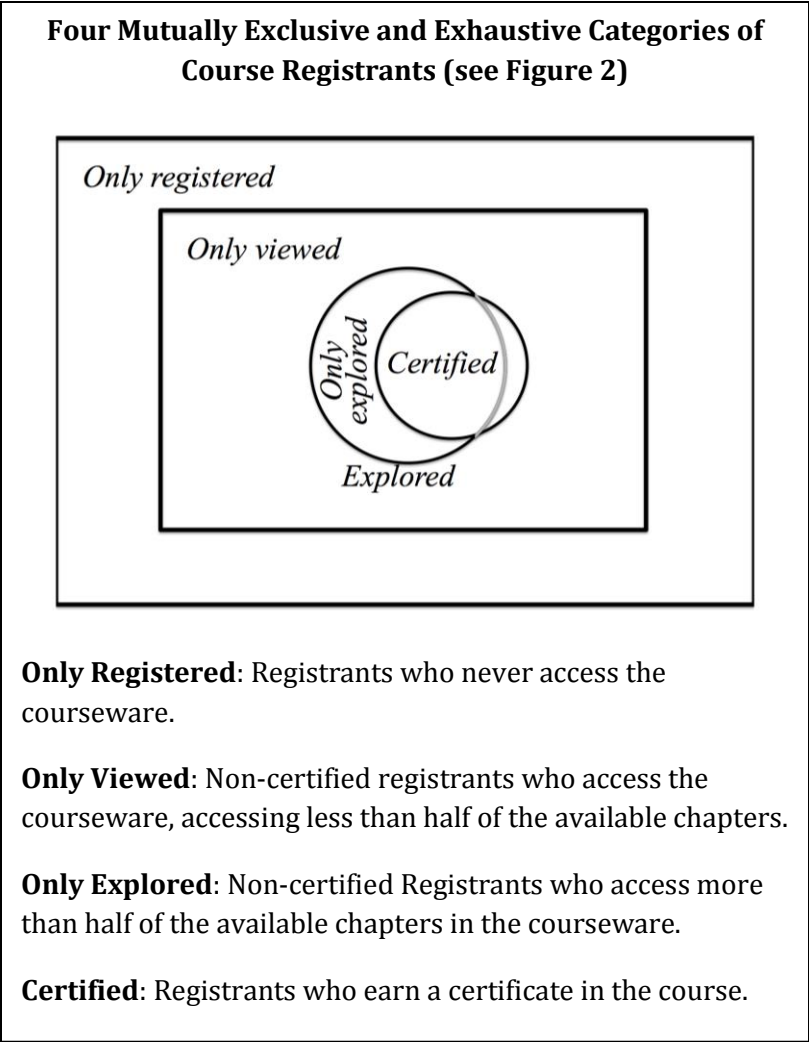 Four Mutually Exclusive and Exhaustive Categories of
Course Registrants (see Figure 2)
Only registered
Only viewed
Only
explored
Certified
Explored
Only Registered: Registrants who never access the
courseware.
Only Viewed: Non-certified registrants who access the
courseware, accessing less than half of the available chapters.
Only Explored: Non-certified Registrants who access more
than half of the available chapters in the courseware.
Certified: Registrants who earn a certificate in the course.